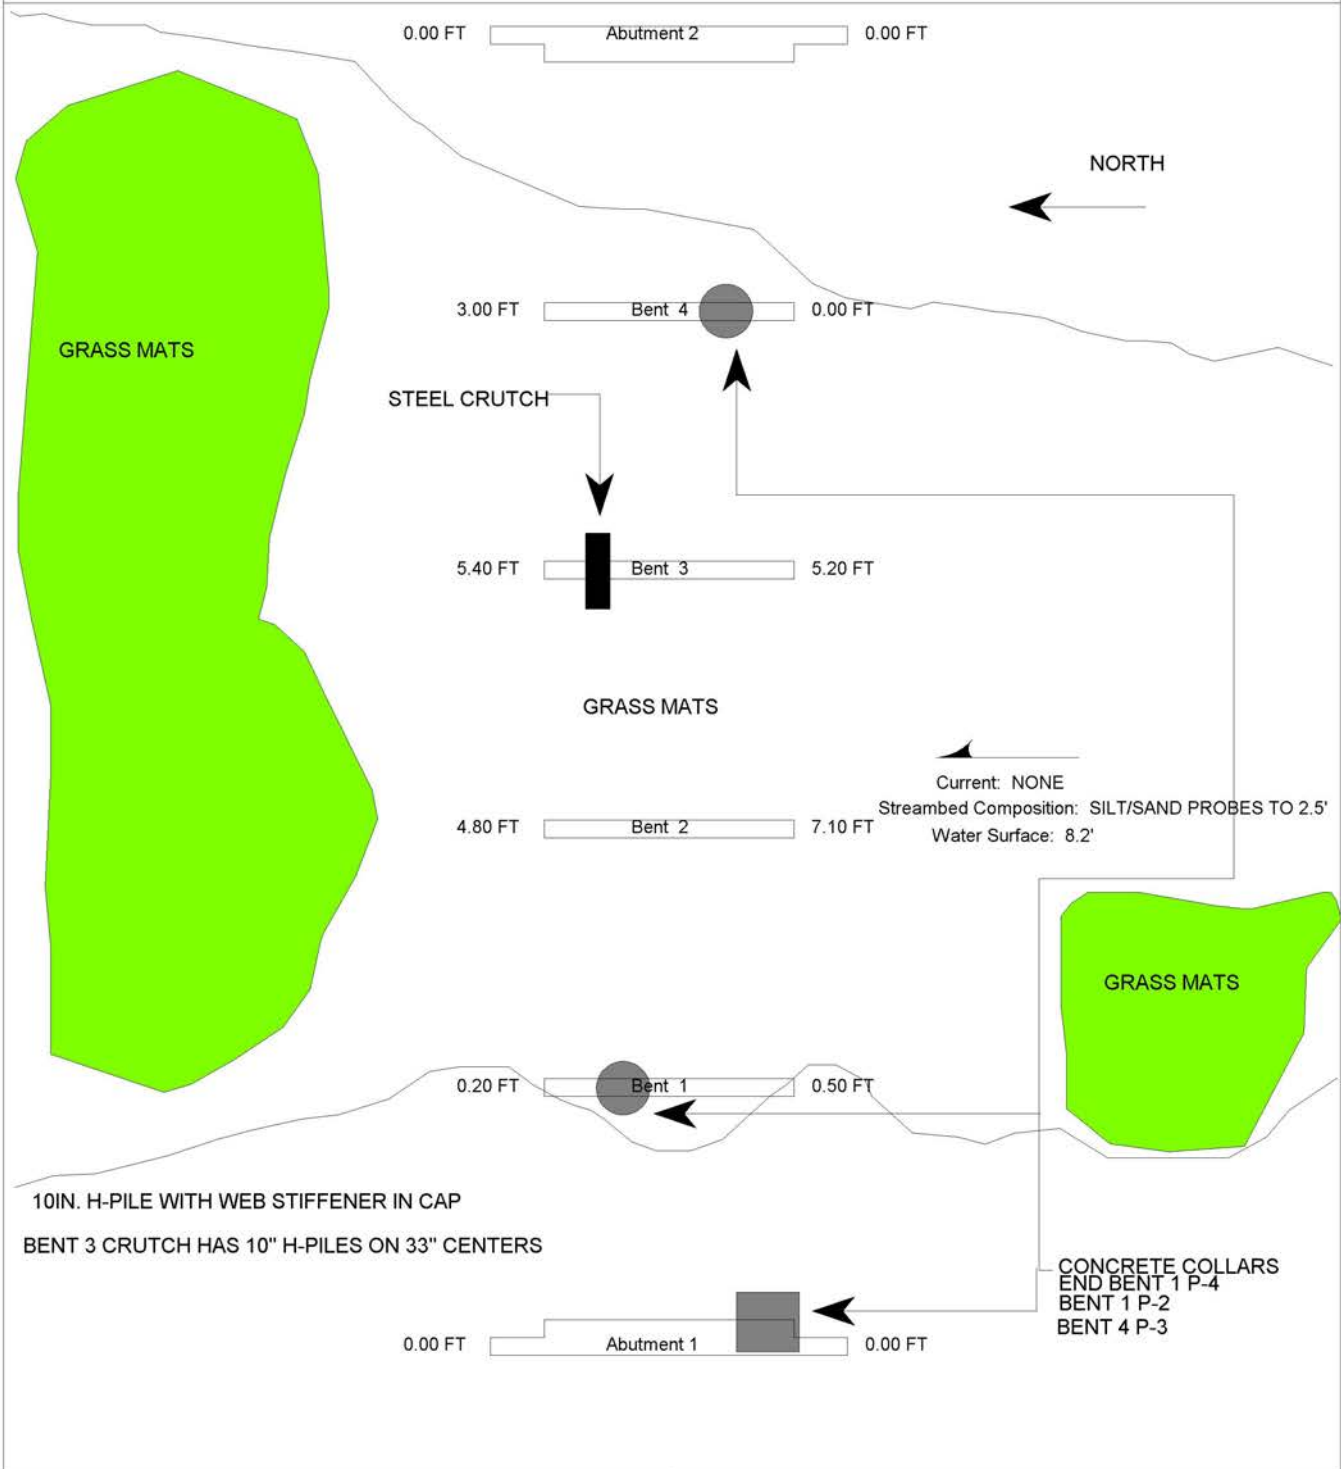 0.00 FT Abutment 2 0.00 FT
NORTH
3.00 FT Bent 4 0.00 FT
GRASS MATS
STEEL CRUTCH
5.40 FT Bent 3 5.20 FT
GRASS MATS
Current: NONE
Streambed Composition: SILT/SAND PROBES TO 2.5'
4.80 FT Bent 2 7.10 FT
Water Surface: 8.2'
GRASS MATS
0.20 FT Bent 1 0.50 FT
10IN. H-PILE WITH WEB STIFFENER IN CAP
BENT 3 CRUTCH HAS 10" H-PILES ON 33" CENTERS
CONCRETE COLLARS
END BENT 1 P-4
BENT 1 P-2
BENT 4 P-3
0.00 FT Abutment 1 0.00 FT